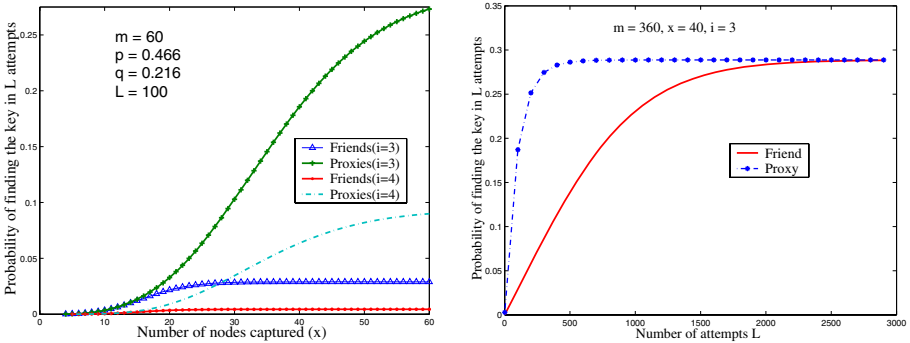 Probability of finding the key in L attempts
0.25
0.2
0.15
0.1
0.05
0
m = 60
p = 0.466
q = 0.216
L = 100
Friends(i=3)
Proxies(i=3)
Friends(i=4)
Proxies(i=4)
0 10 20 30 40 50 60
Number of nodes captured (x)
Probability of finding the key in L attempts
0.35
0.3
0.25
0.2
0.15
0.1
0.05
0
m = 360, x = 40, i = 3
Friend
Proxy
0 500 1000 1500 2000 2500 3000
Number of attempts L